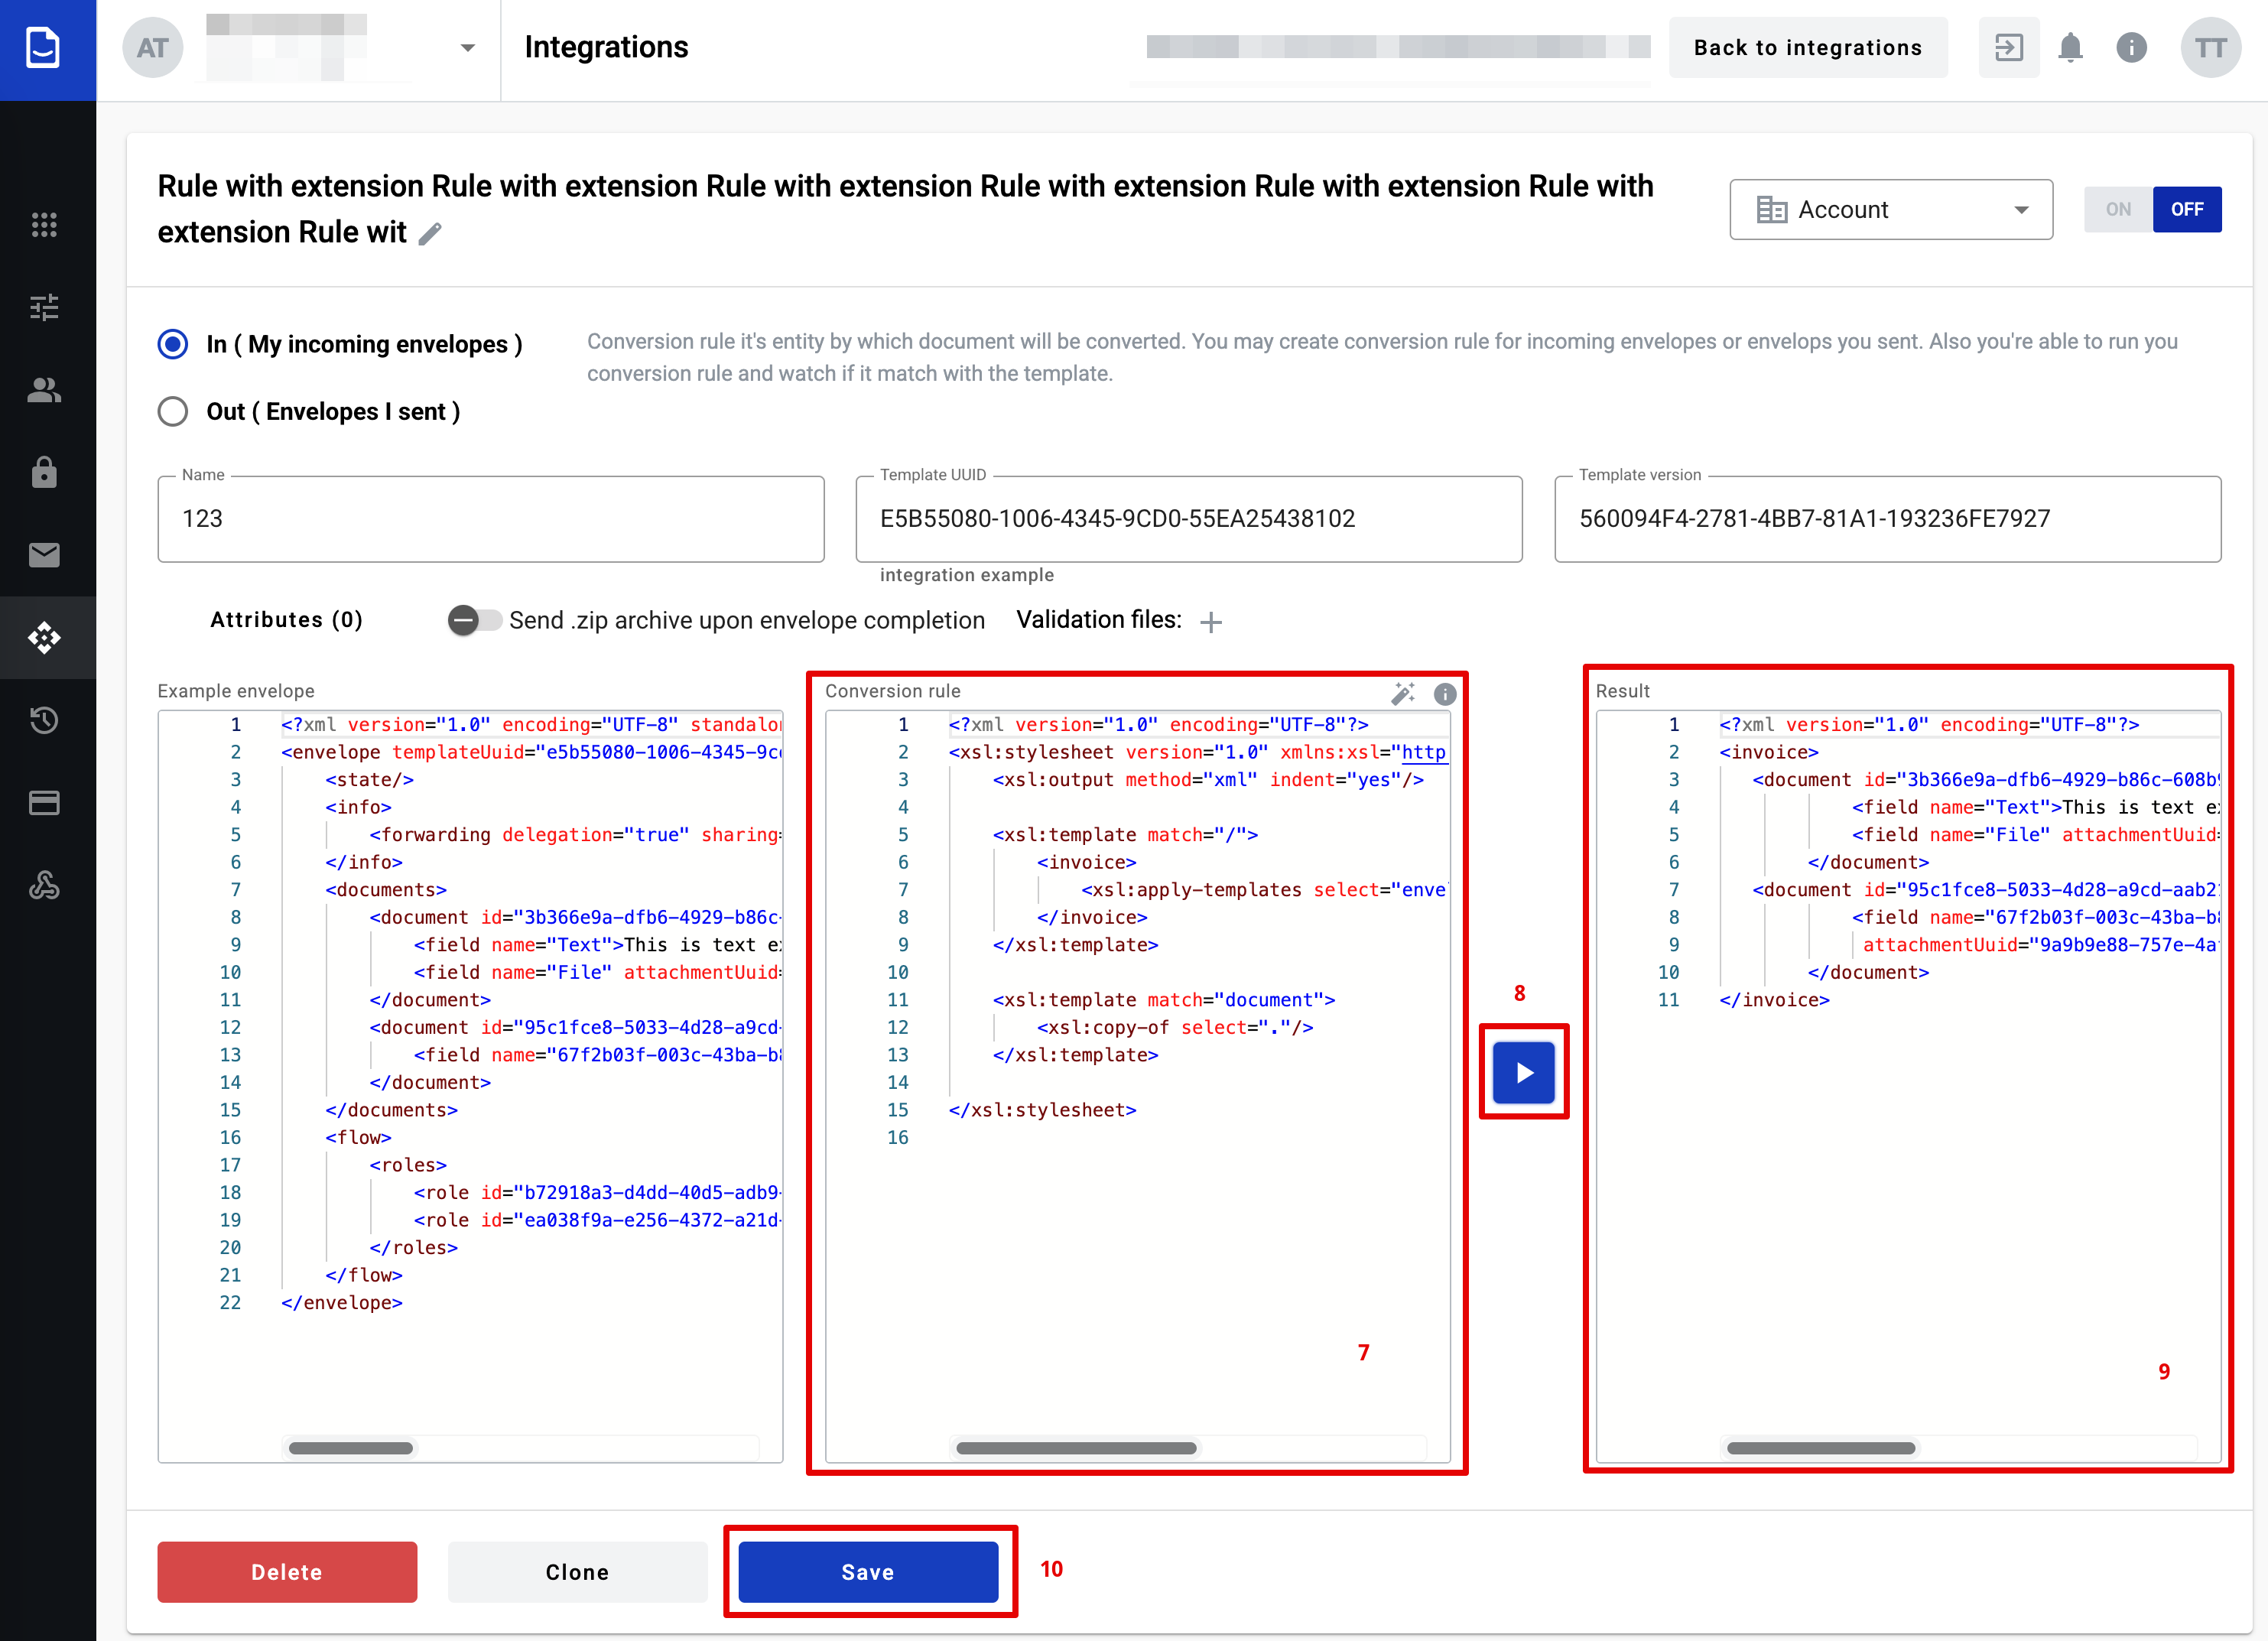 AT
Integrations
Back to integrations
TT
Rule with extension Rule with extension Rule with extension Rule with extension Rule with extension Rule with
extension Rule wit
Account
ON
OFF
In ( My incoming envelopes )
Out ( Envelopes I sent )
Conversion rule it's entity by which document will be converted. You may create conversion rule for incoming envelopes or envelops you sent. Also you're able to run you
conversion rule and watch if it match with the template.
Name
123
Template UUID
E5B55080-1006-4345-9CD0-55EA25438102
integration example
Template version
560094F4-2781-4BB7-81A1-193236FE7927
Attributes (0)
Send .zip archive upon envelope completion
Validation files:
Example envelope
1 <?xml version="1.0" encoding="UTF-8" standalon
2 <envelope templateUuid="e5b55080-1006-4345-9c
3 <state/>
4 <info>
5 <forwarding delegation="true" sharing=
6 </info>
7 <documents>
8 <document id="3b366e9a-dfb6-4929-b86c-
9 <field name="Text">This is text e
10 <field name="File" attachmentUuid=
11 </document>
12 <document id="95c1fce8-5033-4d28-a9cd-
13 <field name="67f2b03f-003c-43ba-b
14 </document>
15 </documents>
16 <flow>
17 <roles>
18 <role id="b72918a3-d4dd-40d5-adb9-
19 <role id="ea038f9a-e256-4372-a21d-
20 </roles>
21 </flow>
22 </envelope>
Conversion rule
1 <?xml version="1.0" encoding="UTF-8"?>
2 <xsl:stylesheet version="1.0" xmlns:xsl="http
3 <xsl:output method="xml" indent="yes"/>
4
5 <xsl:template match="/">
6 <invoice>
7 <xsl:apply-templates select="enve
8 </invoice>
9 </xsl:template>
10
11 <xsl:template match="document">
12 <xsl:copy-of select="."/>
13 </xsl:template>
14
15 </xsl:stylesheet>
16
7
8
Result
1 <?xml version="1.0" encoding="UTF-8"?>
2 <invoice>
3 <document id="3b366e9a-dfb6-4929-b86c-608b
4 <field name="Text">This is text e
5 <field name="File" attachmentUuid
6 </document>
7 <document id="95c1fce8-5033-4d28-a9cd-aab2
8 <field name="67f2b03f-003c-43ba-b
9 attachmentUuid="9a9b9e88-757e-4a
10 </document>
11 </invoice>
9
Delete
Clone
Save
10